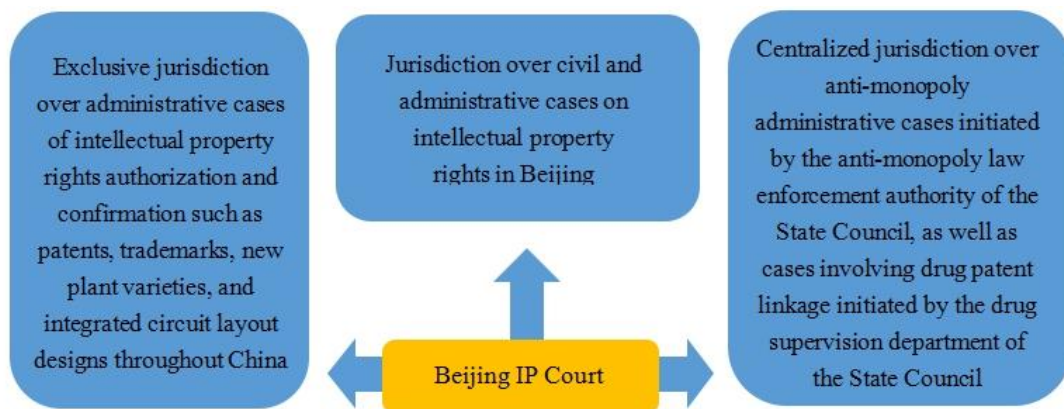 Exclusive jurisdiction
over administrative cases
of intellectual property
rights authorization and
confirmation such as
patents, trademarks, new
plant varieties, and
integrated circuit layout
designs throughout China
Jurisdiction over civil and
administrative cases on
intellectual property
rights in Beijing
Centralized jurisdiction over
anti-monopoly
administrative cases initiated
by the anti-monopoly law
enforcement authority of the
State Council, as well as
cases involving drug patent
linkage initiated by the drug
supervision department of
the State Council
Beijing IP Court